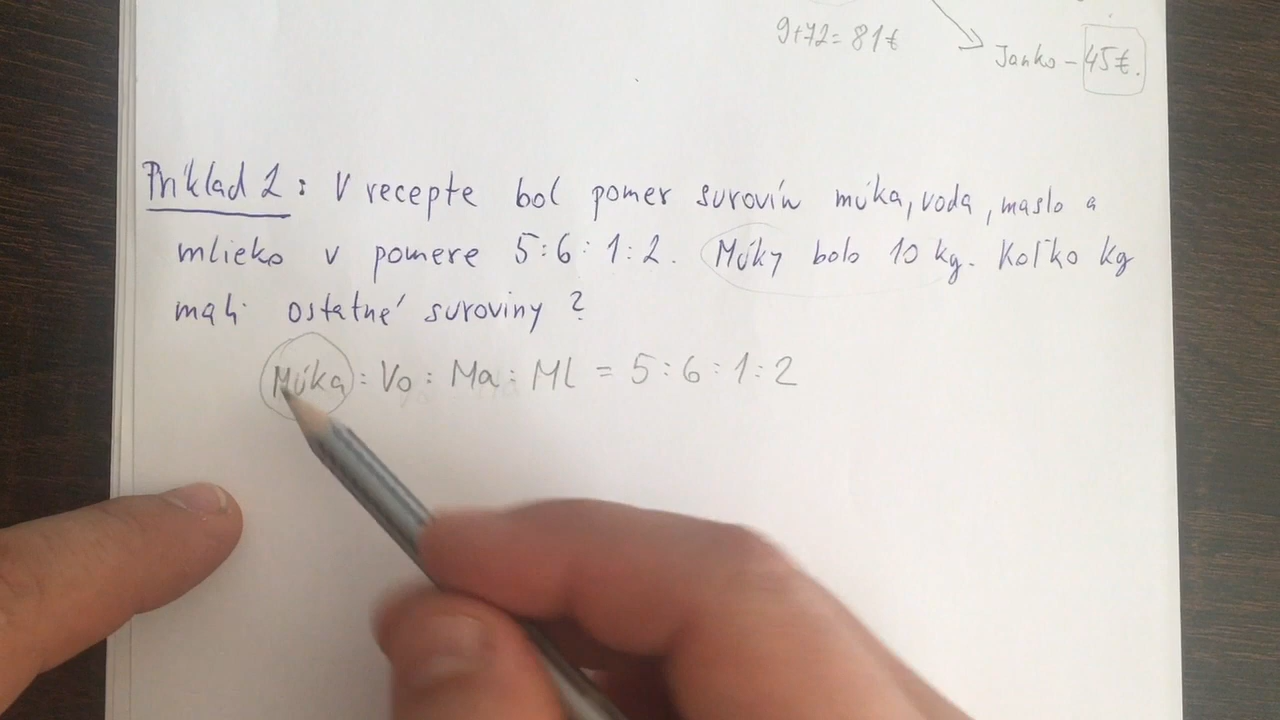 9+72=81€
Janko - 45€.
Príklad 2: V recepte bol pomer surovín múka, voda, maslo a
mlieko v pomere 5:6:1:2. Múky bolo 10 kg. Koľko kg
mali ostatné suroviny?
Múka : Vo : Ma : Ml = 5:6:1:2